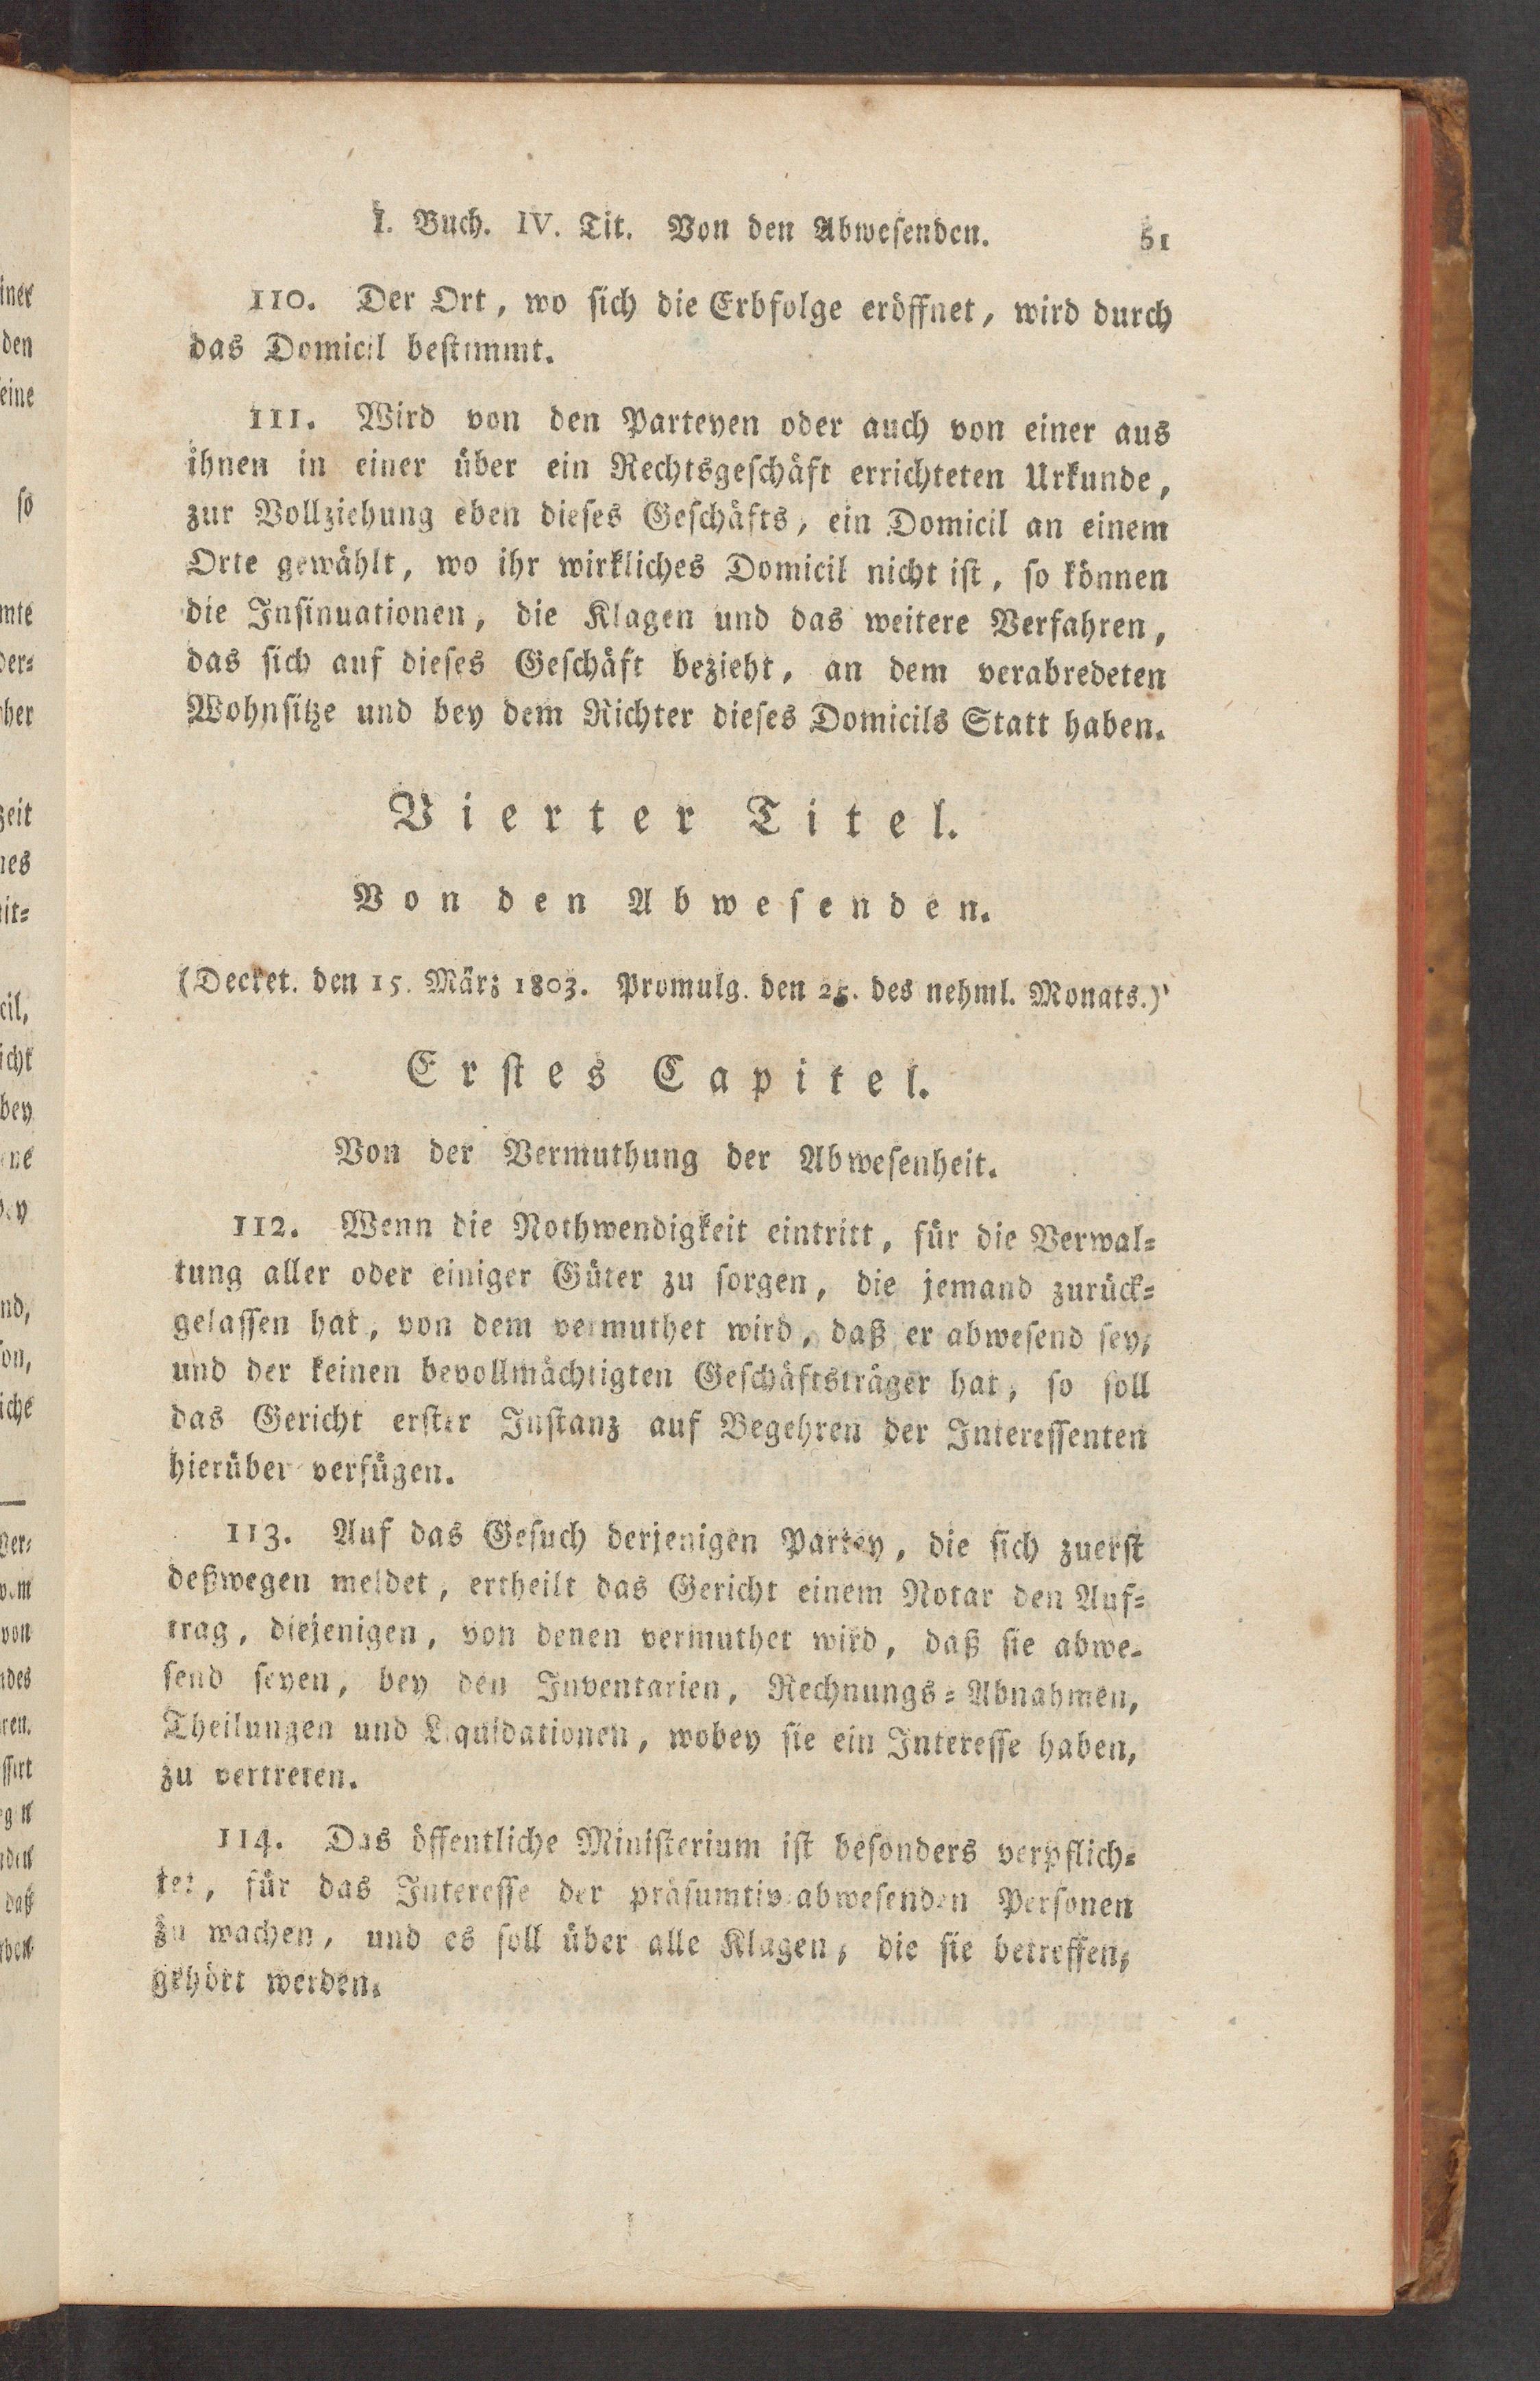 I. Buch. IV. Tit. Von den Abwesenden. 51
110. Der Ort, wo sich die Erbfolge eröffnet, wird durch
das Domicil bestimmt.
111. Wird von den Parteyen oder auch von einer aus
ihnen in einer über ein Rechtsgeschäft errichteten Urkunde,
zur Vollziehung eben dieses Geschäfts, ein Domicil an einem
Orte gewählt, wo ihr wirkliches Domicil nicht ist, so können
die Insinuationen, die Klagen und das weitere Verfahren,
das sich auf dieses Geschäft bezieht, an dem verabredeten
Wohnsitze und bey dem Richter dieses Domicils Statt haben.
Vierter Titel.
Von den Abwesenden.
(Decret. den 15. März 1803. Promulg. den 25. des nehml. Monats.)
Erstes Capitel.
Von der Vermuthung der Abwesenheit.
112. Wenn die Nothwendigkeit eintritt, für die Verwal-
tung aller oder einiger Güter zu sorgen, die jemand zurück-
gelassen hat, von dem vermuthet wird, daß er abwesend sey,
und der keinen bevollmächtigten Geschäftsträger hat, so soll
das Gericht erster Instanz auf Begehren der Interessenten
hierüber verfügen.
113. Auf das Gesuch derjenigen Partey, die sich zuerst
deßwegen meldet, ertheilt das Gericht einem Notar den Auf-
trag, diejenigen, von denen vermuthet wird, daß sie abwe-
send seyen, bey den Inventarien, Rechnungs-Abnahmen,
Theilungen und Liquidationen, wobey sie ein Interesse haben,
zu vertreten.
114. Das öffentliche Ministerium ist besonders verpflich-
tet, für das Interesse der präsumtiv abwesenden Personen
zu wachen, und es soll über alle Klagen, die sie betreffen,
gehört werden.